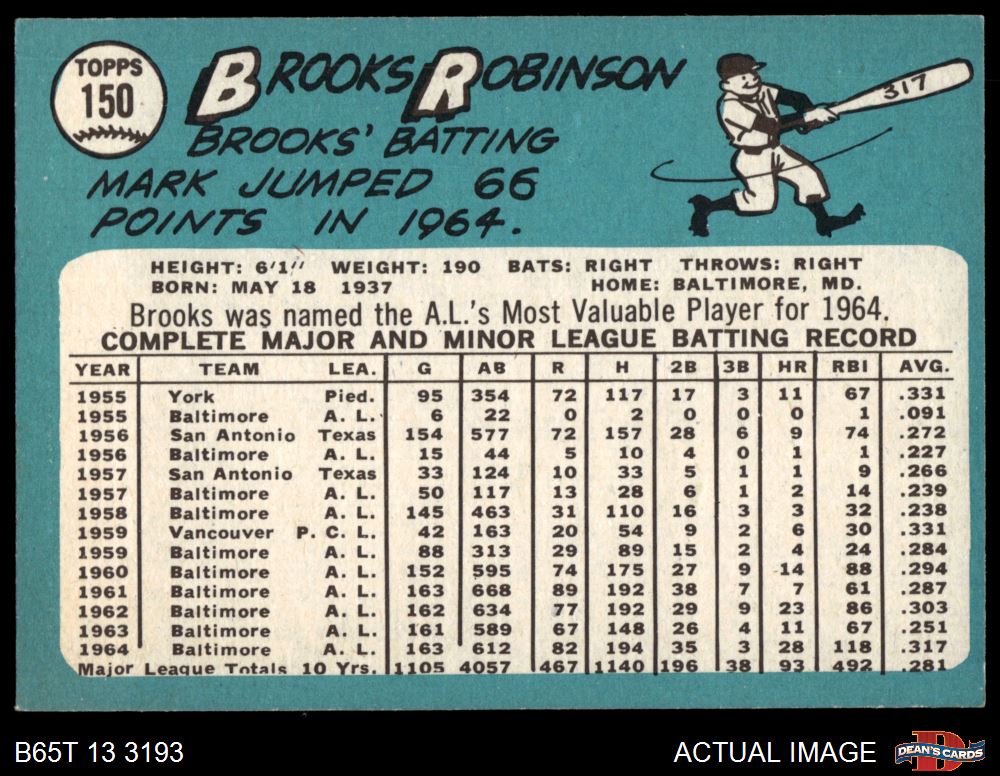 TOPPS
150
BROOKS ROBINSON
BROOKS' BATTING
MARK JUMPED 66
POINTS IN 1964.
317
HEIGHT: 6'1" WEIGHT: 190 BATS: RIGHT THROWS: RIGHT
BORN: MAY 18 1937 HOME: BALTIMORE, MD.
Brooks was named the A.L.'s Most Valuable Player for 1964.
COMPLETE MAJOR AND MINOR LEAGUE BATTING RECORD
YEAR TEAM LEA. G AB R H 2B 3B HR RBI AVG.
1955 York Pied. 95 354 72 117 17 3 11 67 .331
1955 Baltimore A. L. 6 22 0 2 0 0 0 1 .091
1956 San Antonio Texas 154 577 72 157 28 6 9 74 .272
1956 Baltimore A. L. 15 44 5 10 4 0 1 1 .227
1957 San Antonio Texas 33 124 10 33 5 1 1 9 .266
1957 Baltimore A. L. 50 117 13 28 6 1 2 14 .239
1958 Baltimore A. L. 145 463 31 110 16 3 3 32 .238
1959 Vancouver P. C. L. 42 163 20 54 9 2 6 30 .331
1959 Baltimore A. L. 88 313 29 89 15 2 4 24 .284
1960 Baltimore A. L. 152 595 74 175 27 9 14 88 .294
1961 Baltimore A. L. 163 668 89 192 38 7 7 61 .287
1962 Baltimore A. L. 162 634 77 192 29 9 23 86 .303
1963 Baltimore A. L. 161 589 67 148 26 4 11 67 .251
1964 Baltimore A. L. 163 612 82 194 35 3 28 118 .317
Major League Totals 10 Yrs. 1105 4057 467 1140 196 38 93 492 .281
B65T 13 3193
ACTUAL IMAGE
D
DEAN'S CARDS